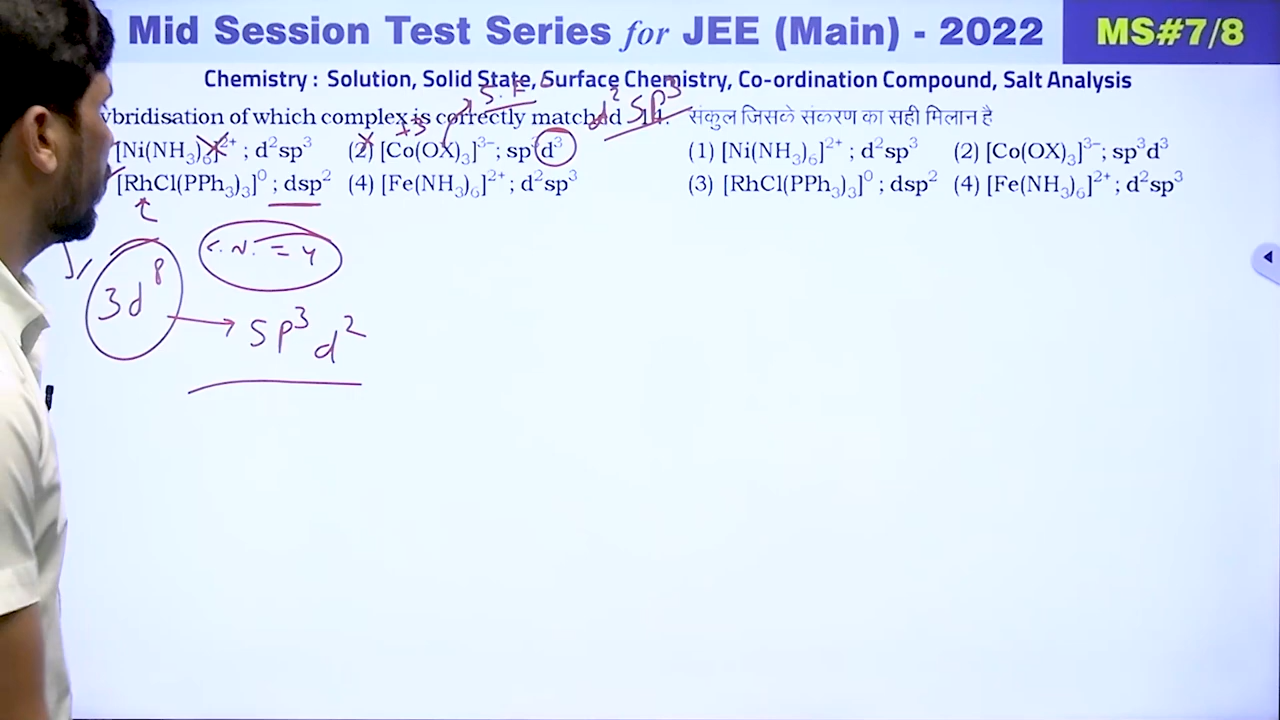 Mid Session Test Series for JEE (Main) - 2022
MS#7/8
Chemistry : Solution, Solid State, Surface Chemistry, Co-ordination Compound, Salt Analysis
ybridisation of which complex is correctly matched
[Ni(NH₃)₆]²⁺ ; d²sp³ (2) [Co(OX)₃]³⁻; sp³d³
[RhCl(PPh₃)₃]⁰ ; dsp² (4) [Fe(NH₃)₆]²⁺ ; d²sp³
14. संकुल जिसके संकरण का सही मिलान है
(1) [Ni(NH₃)₆]²⁺ ; d²sp³ (2) [Co(OX)₃]³⁻; sp³d³
(3) [RhCl(PPh₃)₃]⁰ ; dsp² (4) [Fe(NH₃)₆]²⁺ ; d²sp³
+3
d² sp³
C.N. = 4
3d⁸ → sp³d²